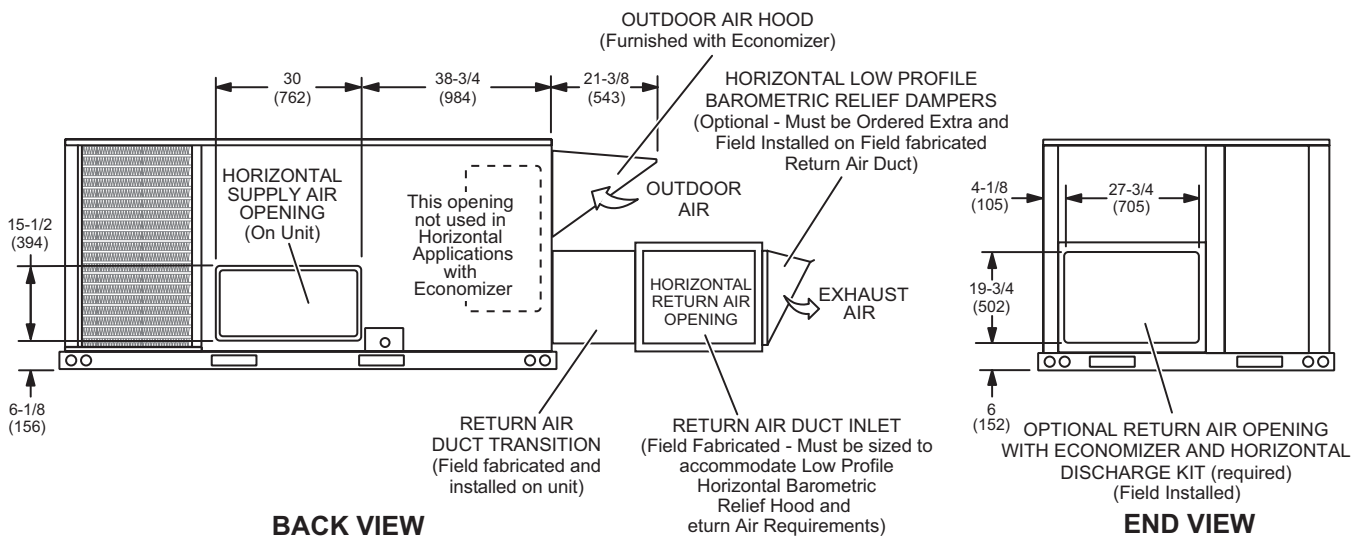 OUTDOOR AIR HOOD
(Furnished with Economizer)
30
(762)
38-3/4
(984)
21-3/8
(543)
HORIZONTAL LOW PROFILE
BAROMETRIC RELIEF DAMPERS
(Optional - Must be Ordered Extra and
Field Installed on Field fabricated
Return Air Duct)
HORIZONTAL
SUPPLY AIR
OPENING
(On Unit)
15-1/2
(394)
This opening
not used in
Horizontal
Applications
with
Economizer
OUTDOOR
AIR
HORIZONTAL
RETURN AIR
OPENING
EXHAUST
AIR
6-1/8
(156)
RETURN AIR
DUCT TRANSITION
(Field fabricated and
installed on unit)
RETURN AIR DUCT INLET
(Field Fabricated - Must be sized to
accommodate Low Profile
Horizontal Barometric
Relief Hood and
eturn Air Requirements)
BACK VIEW
4-1/8
(105)
27-3/4
(705)
19-3/4
(502)
6
(152)
OPTIONAL RETURN AIR OPENING
WITH ECONOMIZER AND HORIZONTAL
DISCHARGE KIT (required)
(Field Installed)
END VIEW